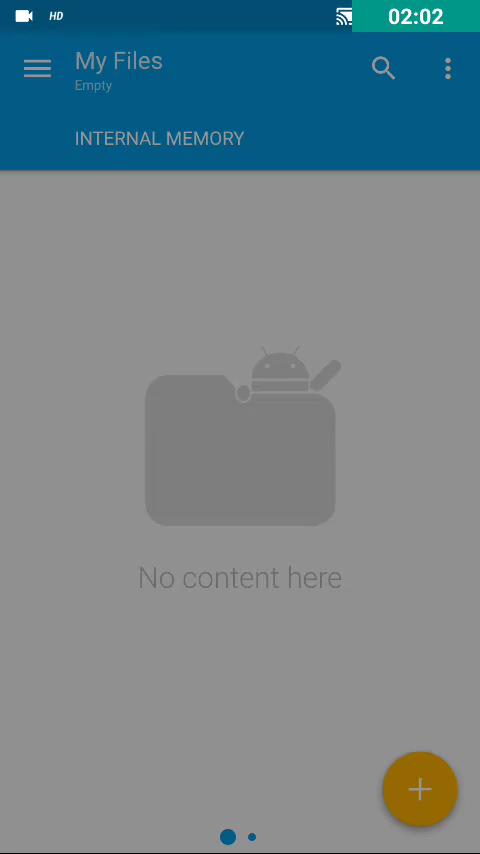 HD
02:02
My Files
Empty
INTERNAL MEMORY
No content here